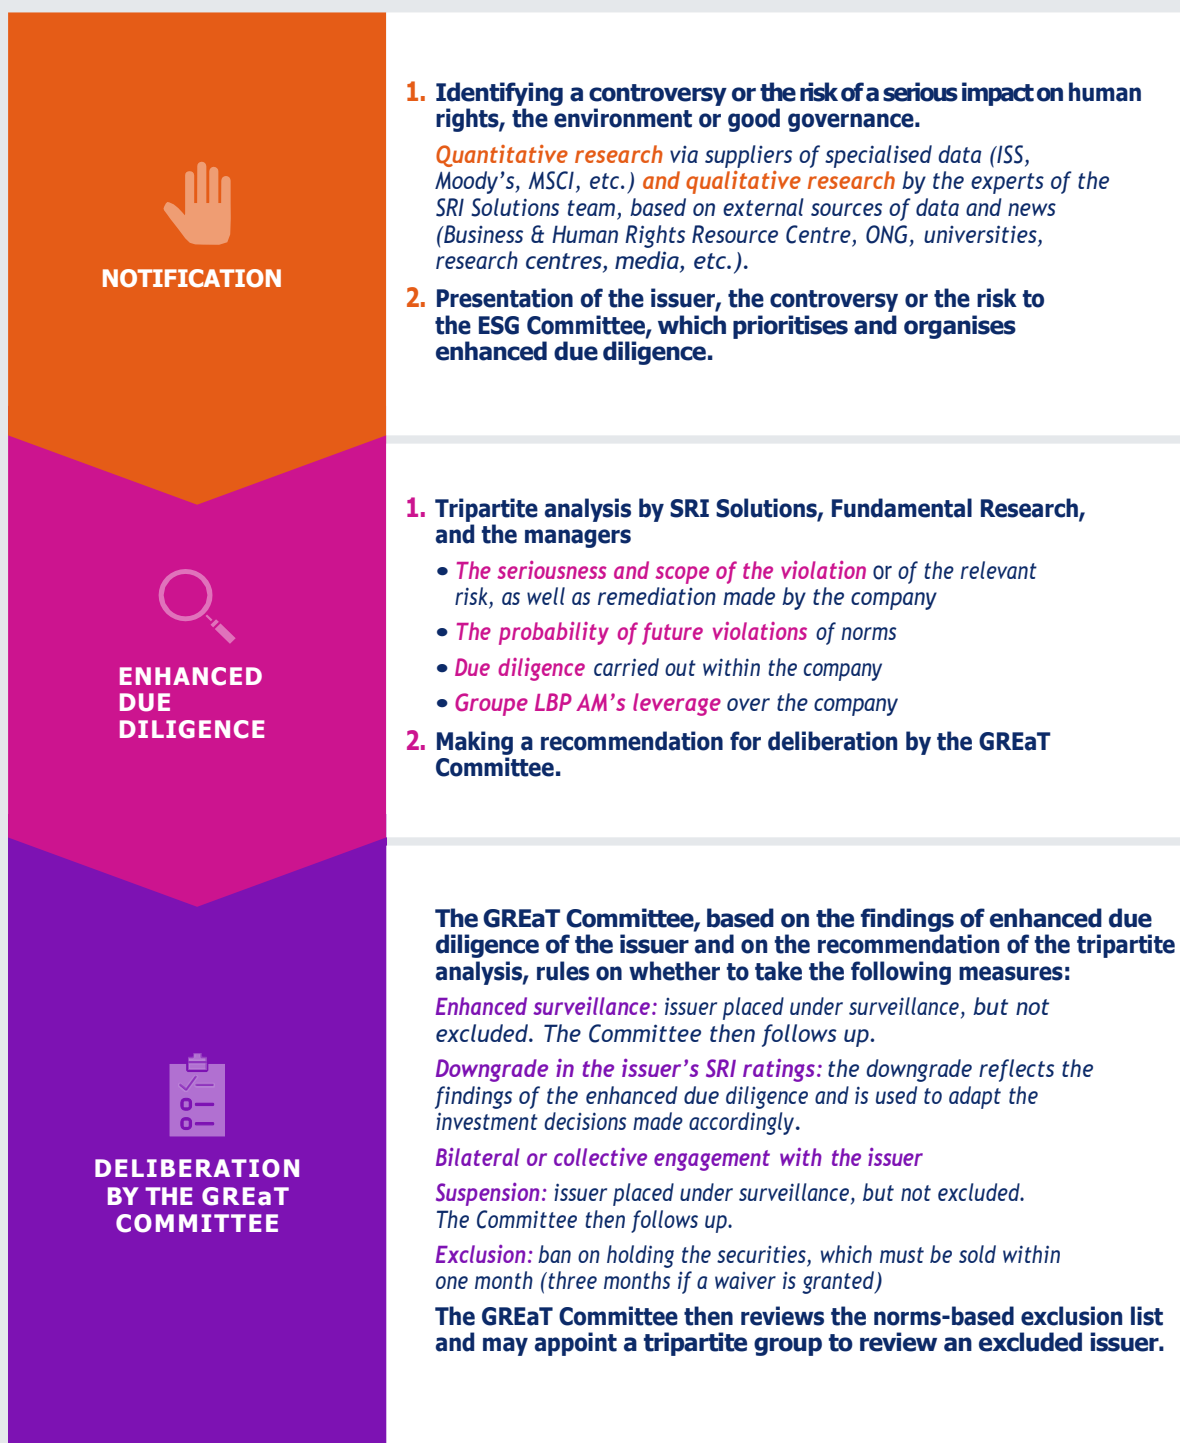 NOTIFICATION
1. Identifying a controversy or the risk of a serious impact on human
rights, the environment or good governance.
Quantitative research via suppliers of specialised data (ISS,
Moody's, MSCI, etc.) and qualitative research by the experts of the
SRI Solutions team, based on external sources of data and news
(Business & Human Rights Resource Centre, ONG, universities,
research centres, media, etc.).
2. Presentation of the issuer, the controversy or the risk to
the ESG Committee, which prioritises and organises
enhanced due diligence.
ENHANCED
DUE
DILIGENCE
1. Tripartite analysis by SRI Solutions, Fundamental Research,
and the managers
• The seriousness and scope of the violation or of the relevant
risk, as well as remediation made by the company
• The probability of future violations of norms
• Due diligence carried out within the company
• Groupe LBP AM's leverage over the company
2. Making a recommendation for deliberation by the GREaT
Committee.
DELIBERATION
BY THE GREaT
COMMITTEE
The GREaT Committee, based on the findings of enhanced due
diligence of the issuer and on the recommendation of the tripartite
analysis, rules on whether to take the following measures:
Enhanced surveillance: issuer placed under surveillance, but not
excluded. The Committee then follows up.
Downgrade in the issuer's SRI ratings: the downgrade reflects the
findings of the enhanced due diligence and is used to adapt the
investment decisions made accordingly.
Bilateral or collective engagement with the issuer
Suspension: issuer placed under surveillance, but not excluded.
The Committee then follows up.
Exclusion: ban on holding the securities, which must be sold within
one month (three months if a waiver is granted)
The GREaT Committee then reviews the norms-based exclusion list
and may appoint a tripartite group to review an excluded issuer.